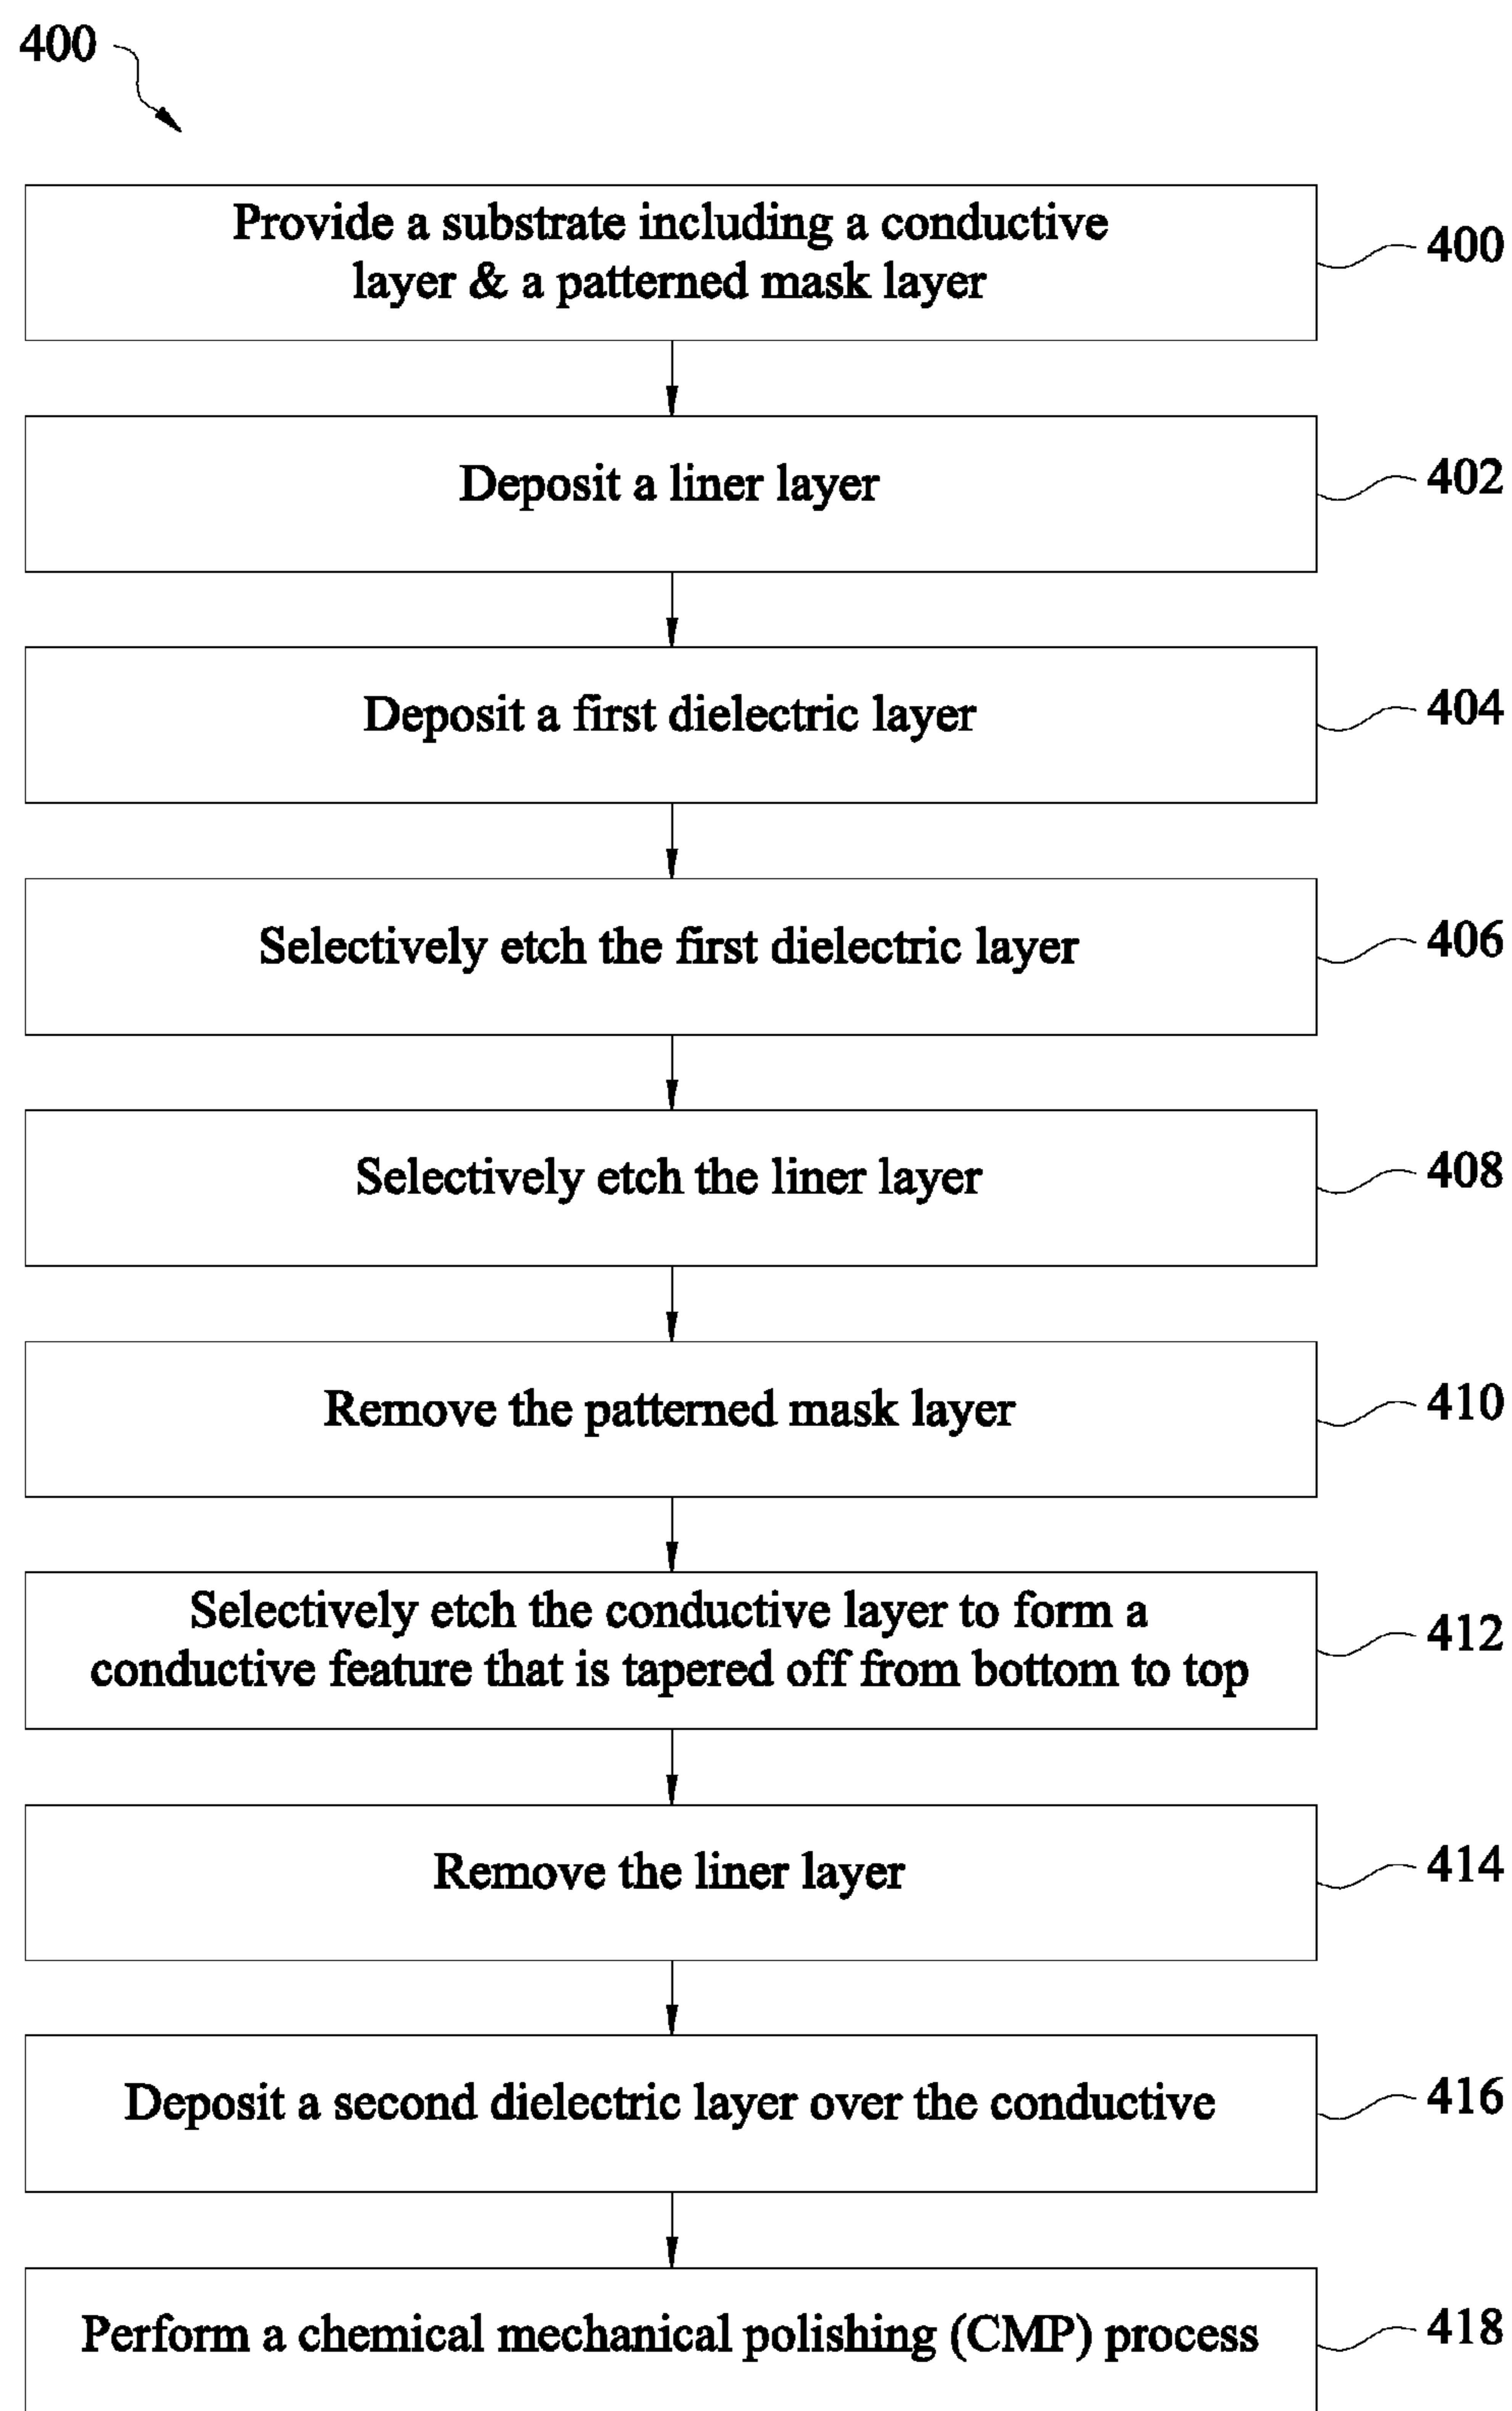 400
Provide a substrate including a conductive
layer & a patterned mask layer
400
Deposit a liner layer
402
Deposit a first dielectric layer
404
Selectively etch the first dielectric layer
406
Selectively etch the liner layer
408
Remove the patterned mask layer
410
Selectively etch the conductive layer to form a
conductive feature that is tapered off from bottom to top
412
Remove the liner layer
414
Deposit a second dielectric layer over the conductive
416
Perform a chemical mechanical polishing (CMP) process
418